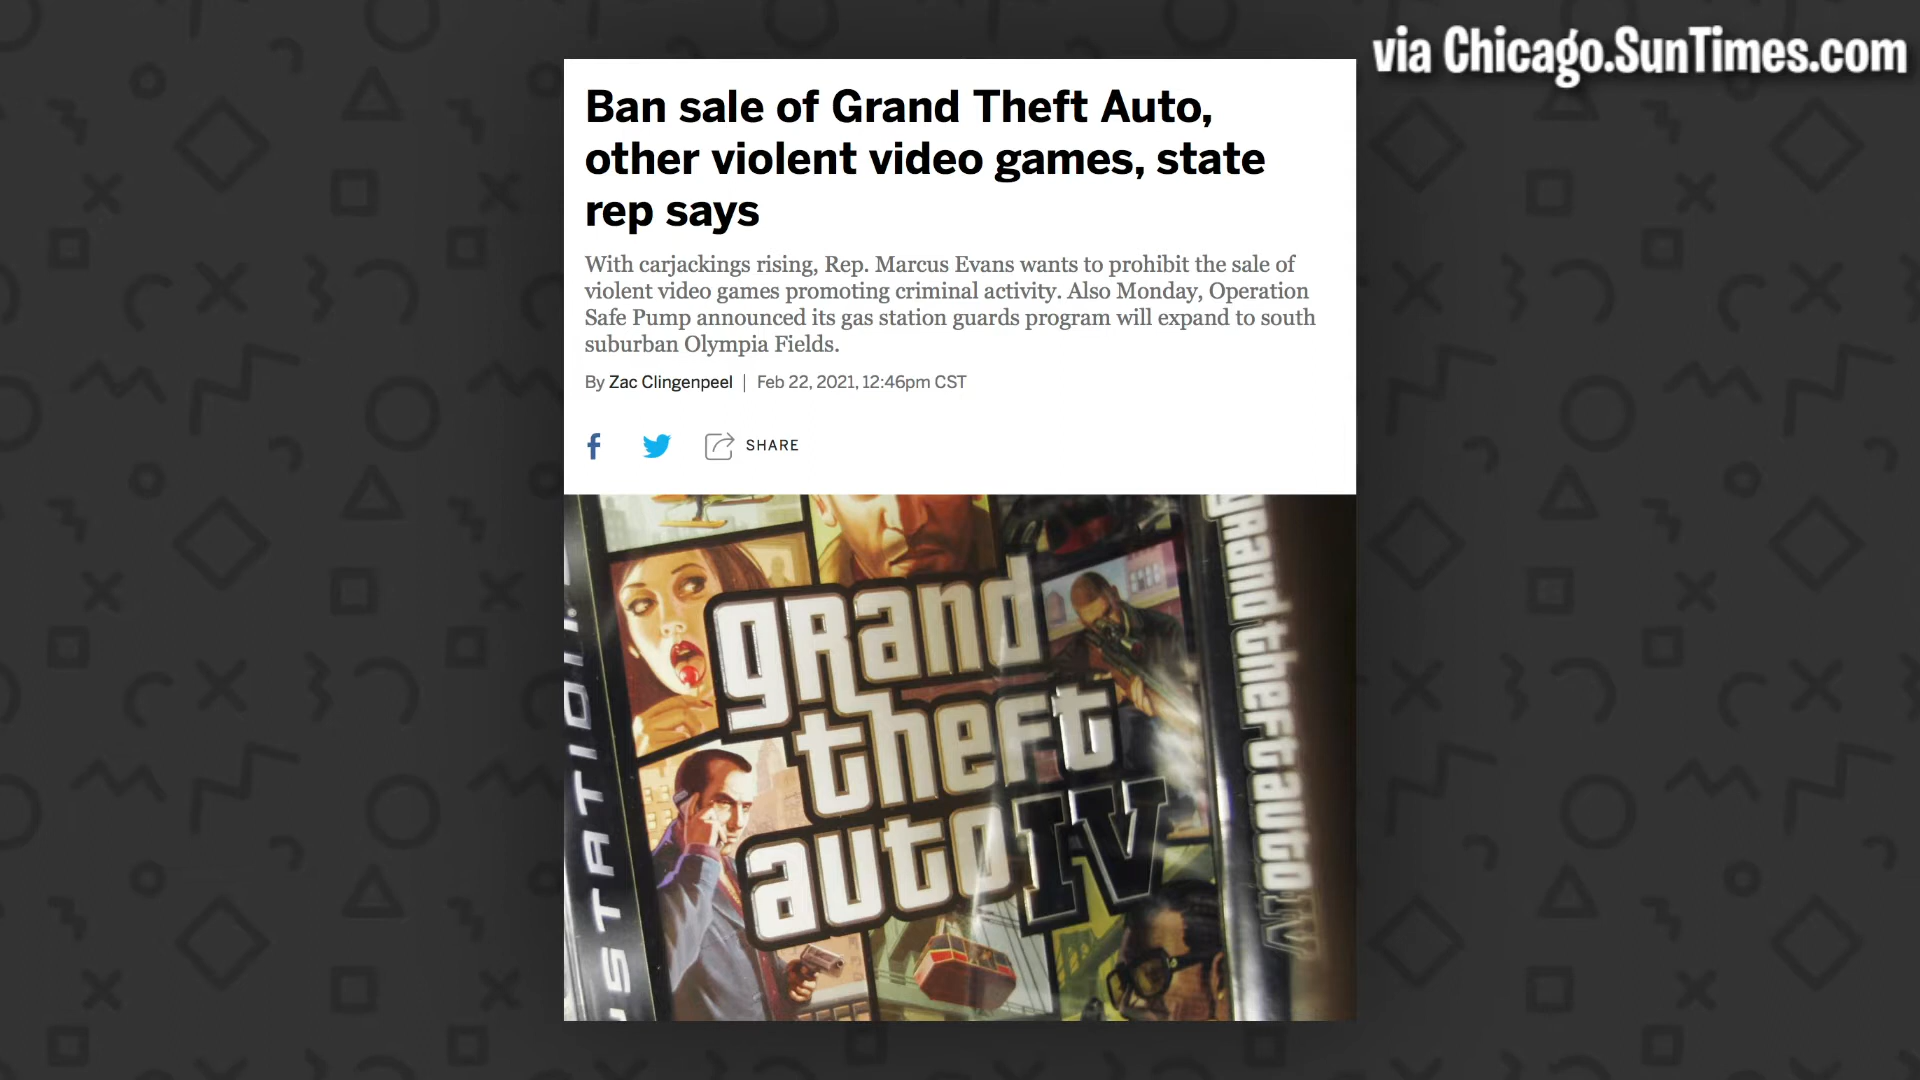 via Chicago.SunTimes.com
Ban sale of Grand Theft Auto,
other violent video games, state
rep says
With carjackings rising, Rep. Marcus Evans wants to prohibit the sale of
violent video games promoting criminal activity. Also Monday, Operation
Safe Pump announced its gas station guards program will expand to south
suburban Olympia Fields.
By Zac Clingenpeel | Feb 22, 2021, 12:46pm CST
f
SHARE
grand
theft
auto IV
grand theft auto IV